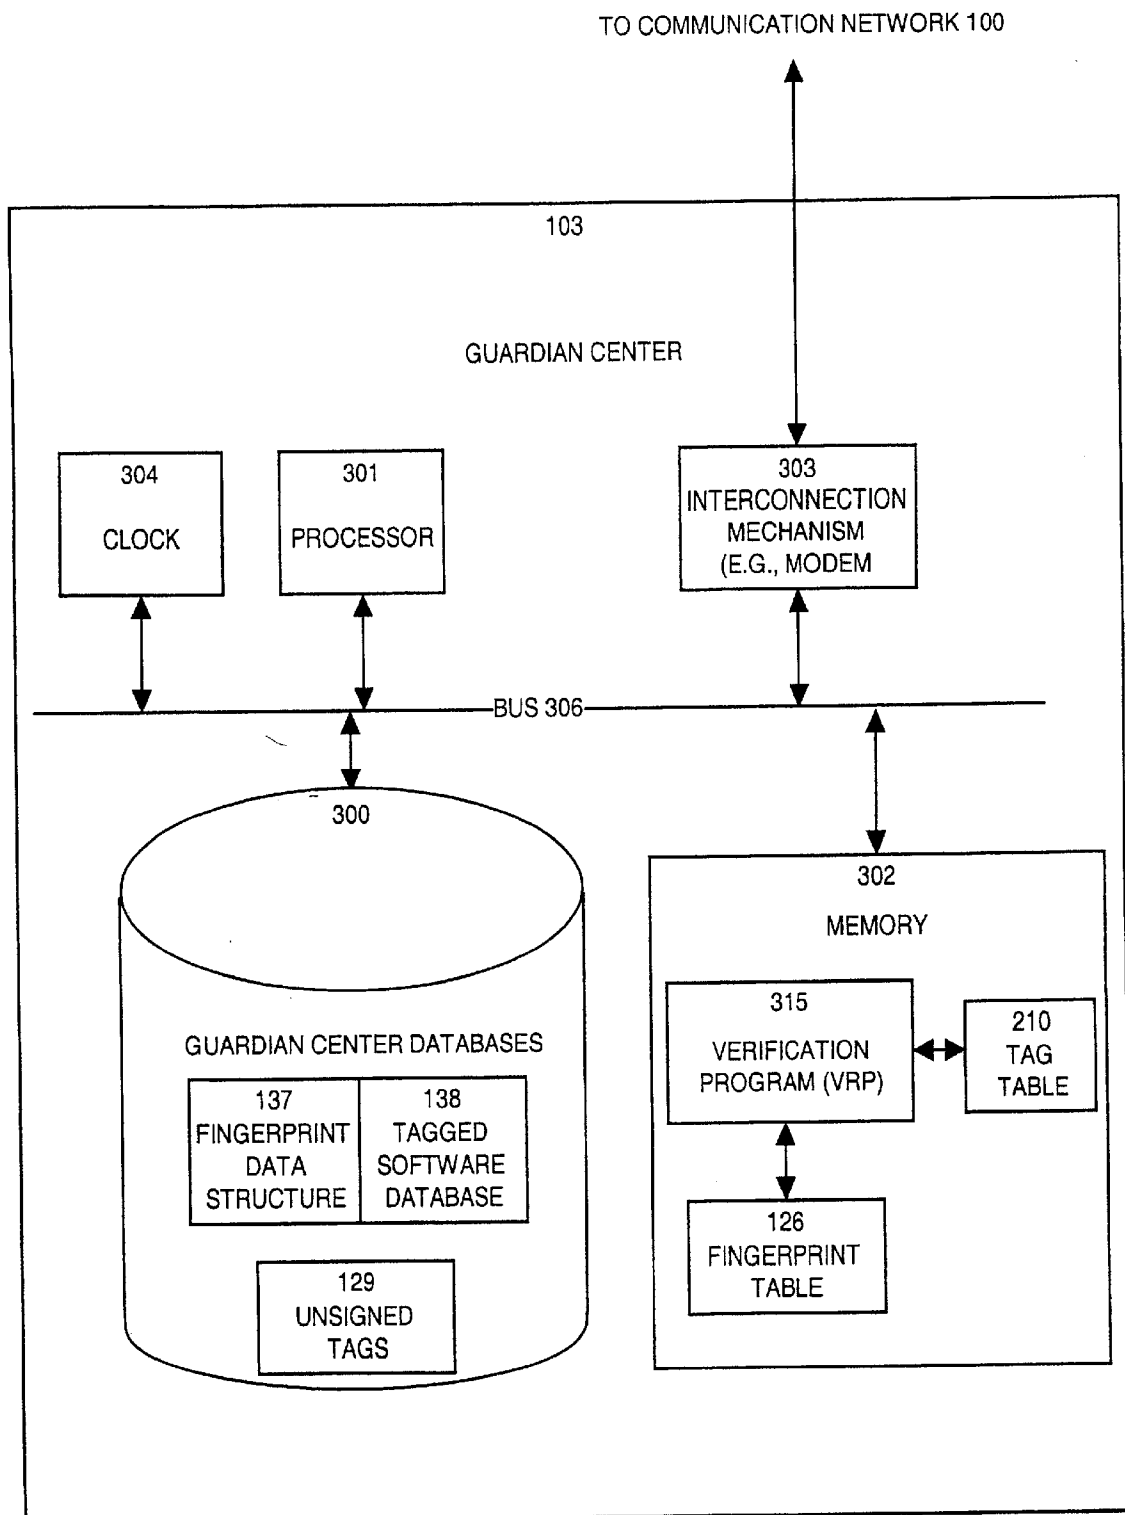 TO COMMUNICATION NETWORK 100
103
GUARDIAN CENTER
304
CLOCK
301
PROCESSOR
303
INTERCONNECTION
MECHANISM
(E.G., MODEM
BUS 306
300
GUARDIAN CENTER DATABASES
137
FINGERPRINT
DATA
STRUCTURE
138
TAGGED
SOFTWARE
DATABASE
129
UNSIGNED
TAGS
302
MEMORY
315
VERIFICATION
PROGRAM (VRP)
210
TAG
TABLE
126
FINGERPRINT
TABLE